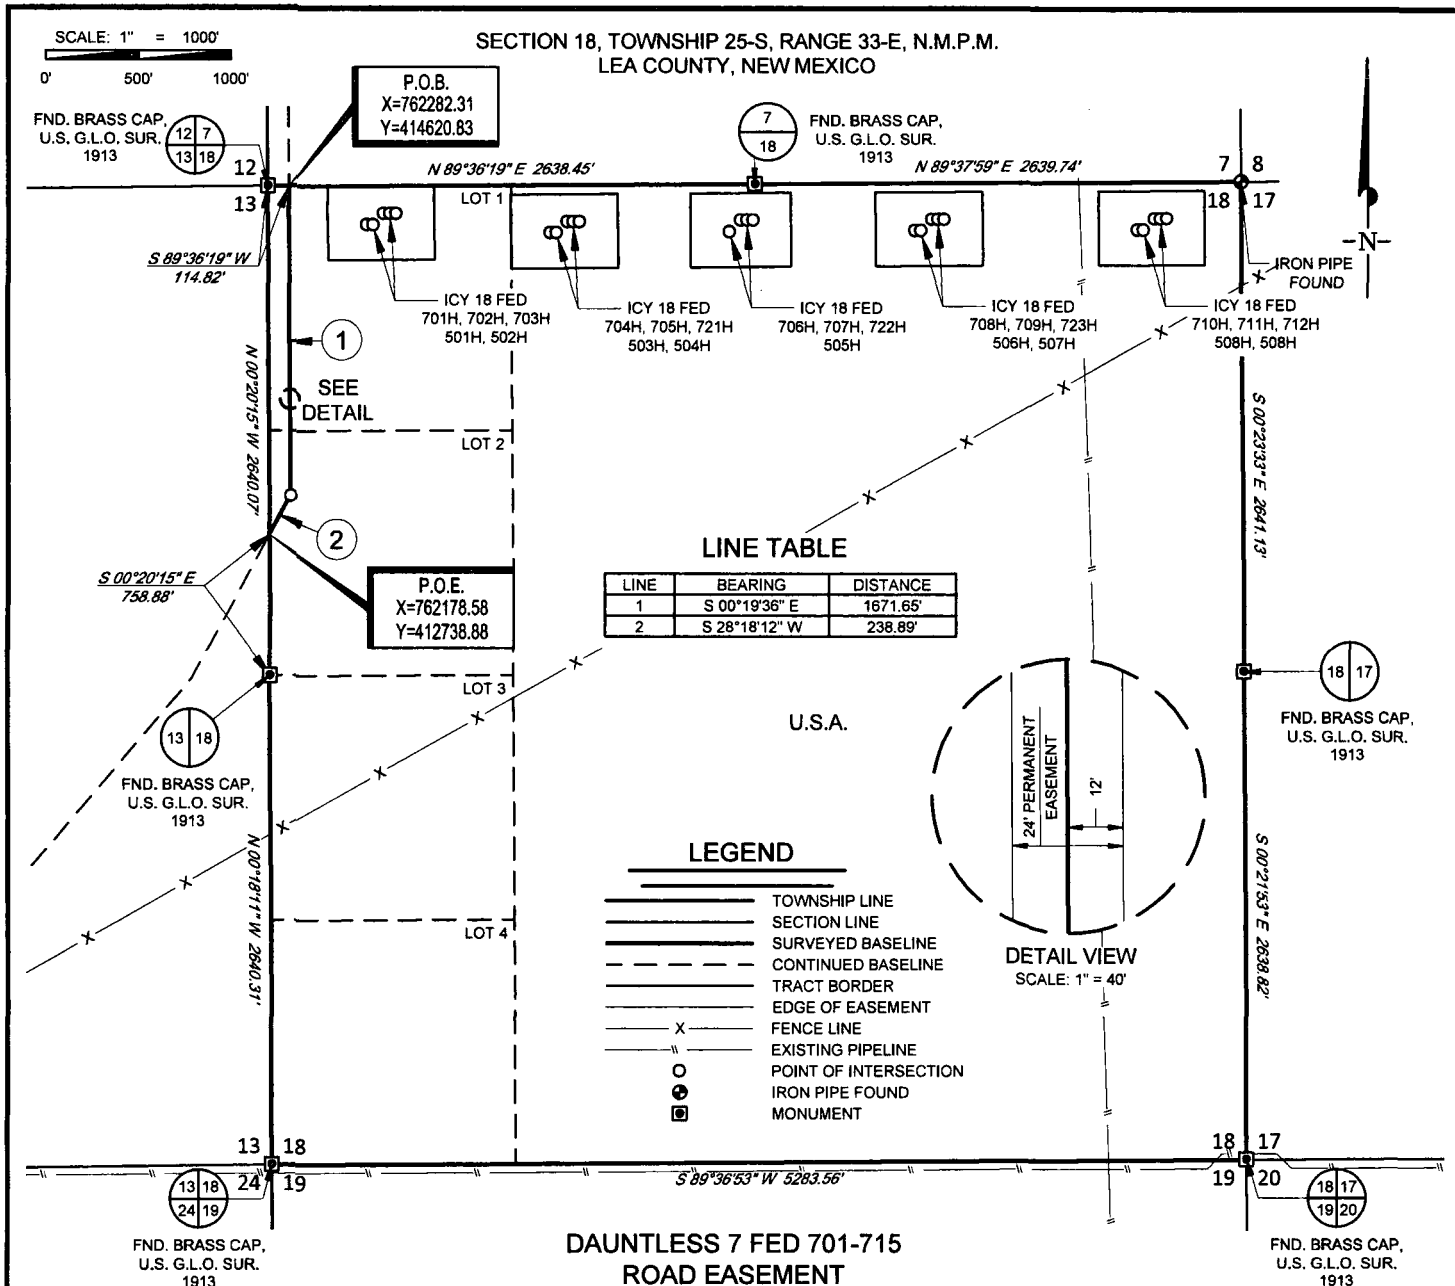 SCALE: 1" = 1000'
0' 500' 1000'
SECTION 18, TOWNSHIP 25-S, RANGE 33-E, N.M.P.M.
LEA COUNTY, NEW MEXICO
P.O.B.
X=762282.31
Y=414620.83
FND. BRASS CAP,
U.S. G.L.O. SUR.
1913
12 7
13 18
7
18
FND. BRASS CAP,
U.S. G.L.O. SUR.
1913
12
13
N 89°36'19" E 2638.45'
N 89°37'59" E 2639.74'
7 8
18 17
LOT 1
S 89°36'19" W
114.82'
-N-
IRON PIPE
FOUND
ICY 18 FED
701H, 702H, 703H
501H, 502H
ICY 18 FED
704H, 705H, 721H
503H, 504H
ICY 18 FED
706H, 707H, 722H
505H
ICY 18 FED
708H, 709H, 723H
506H, 507H
ICY 18 FED
710H, 711H, 712H
508H, 508H
1
SEE
DETAIL
N 00°20'15" W 2640.07'
S 00°23'33" E 2641.13'
LOT 2
2
S 00°20'15" E
758.88'
P.O.E.
X=762178.58
Y=412738.88
LINE TABLE
LINE BEARING DISTANCE
1 S 00°19'36" E 1671.65'
2 S 28°18'12" W 238.89'
LOT 3
13 18
FND. BRASS CAP,
U.S. G.L.O. SUR.
1913
U.S.A.
18 17
FND. BRASS CAP,
U.S. G.L.O. SUR.
1913
24' PERMANENT
EASEMENT
12'
DETAIL VIEW
SCALE: 1" = 40'
N 00°18'11" W 2640.31'
S 00°21'53" E 2638.82'
LOT 4
LEGEND
TOWNSHIP LINE
SECTION LINE
SURVEYED BASELINE
CONTINUED BASELINE
TRACT BORDER
EDGE OF EASEMENT
X FENCE LINE
EXISTING PIPELINE
POINT OF INTERSECTION
IRON PIPE FOUND
MONUMENT
13 18
24 19
18 17
19 20
S 89°36'53" W 5283.56'
13 18
24 19
FND. BRASS CAP,
U.S. G.L.O. SUR.
1913
18 17
19 20
FND. BRASS CAP,
U.S. G.L.O. SUR.
1913
DAUNTLESS 7 FED 701-715
ROAD EASEMENT